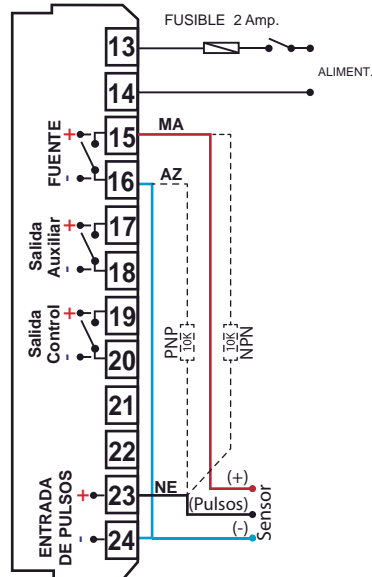 FUSIBLE 2 Amp.
13
ALIMENT.
14
FUENTE
+
15
MA
-
16
AZ
Salida
Auxiliar
+
17
-
18
Salida
Control
+
19
-
20
PNP
10K
10K
NPN
21
22
ENTRADA
DE PULSOS
+
23
NE
-
24
(+)
(Pulsos)
(-)
Sensor